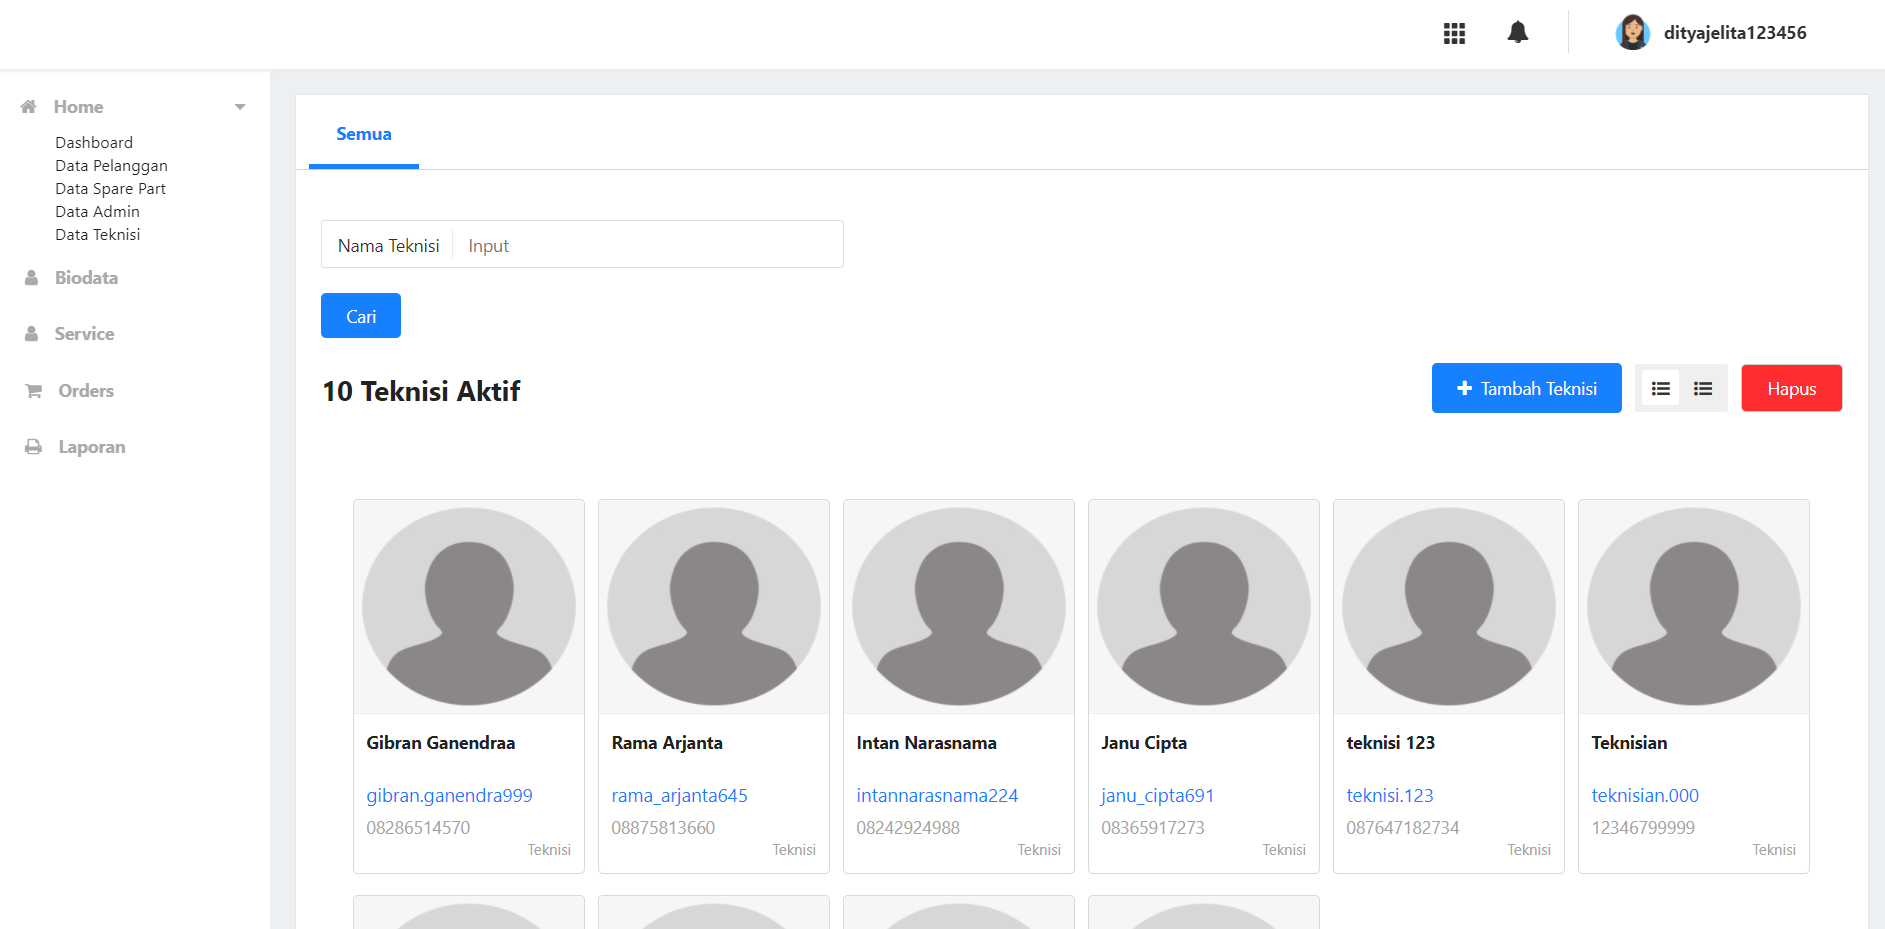 dityajelita123456
Home
Dashboard
Data Pelanggan
Data Spare Part
Data Admin
Data Teknisi
Biodata
Service
Orders
Laporan
Semua
Nama Teknisi Input
Cari
10 Teknisi Aktif
Tambah Teknisi
Hapus
Gibran Ganendraa
gibran.ganendra999
08286514570
Teknisi
Rama Arjanta
rama_arjanta645
08875813660
Teknisi
Intan Narasnama
intannarasnama224
08242924988
Teknisi
Janu Cipta
janu_cipta691
08365917273
Teknisi
teknisi 123
teknisi.123
087647182734
Teknisi
Teknisian
teknisian.000
12346799999
Teknisi